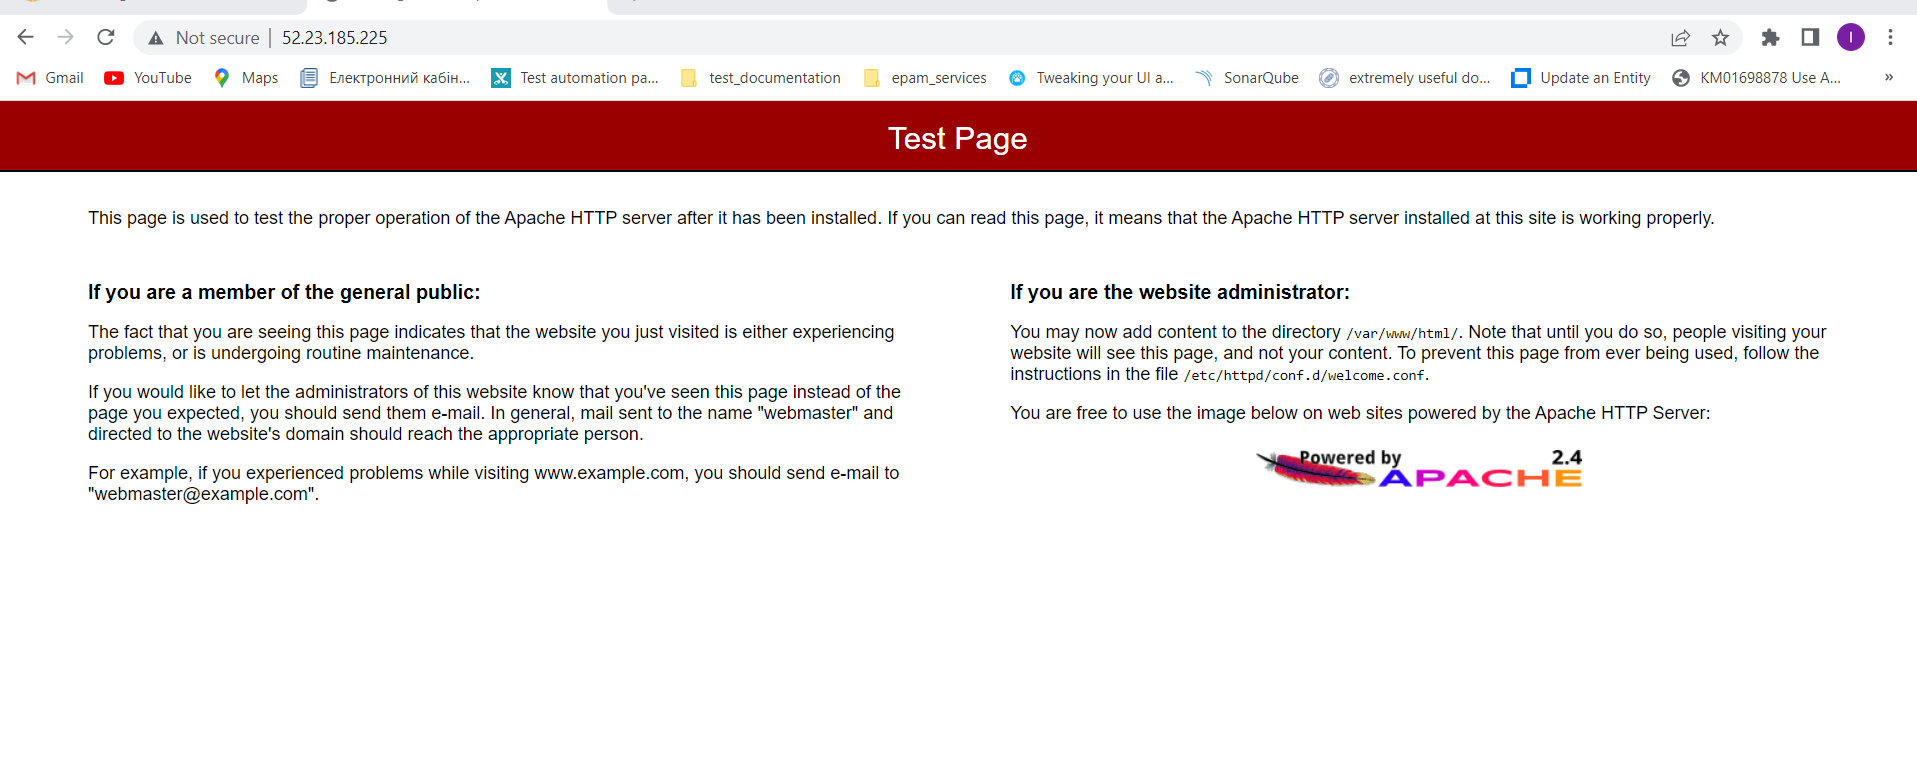 Not secure | 52.23.185.225
I
Gmail YouTube Maps Електронний кабін... Test automation pa... test_documentation epam_services Tweaking your UI a... SonarQube extremely useful do... Update an Entity KM01698878 Use A... »
Test Page
This page is used to test the proper operation of the Apache HTTP server after it has been installed. If you can read this page, it means that the Apache HTTP server installed at this site is working properly.
If you are a member of the general public:
The fact that you are seeing this page indicates that the website you just visited is either experiencing
problems, or is undergoing routine maintenance.
If you would like to let the administrators of this website know that you've seen this page instead of the
page you expected, you should send them e-mail. In general, mail sent to the name "webmaster" and
directed to the website's domain should reach the appropriate person.
For example, if you experienced problems while visiting www.example.com, you should send e-mail to
"webmaster@example.com".
If you are the website administrator:
You may now add content to the directory /var/www/html/. Note that until you do so, people visiting your
website will see this page, and not your content. To prevent this page from ever being used, follow the
instructions in the file /etc/httpd/conf.d/welcome.conf.
You are free to use the image below on web sites powered by the Apache HTTP Server:
Powered by 2.4
APACHE